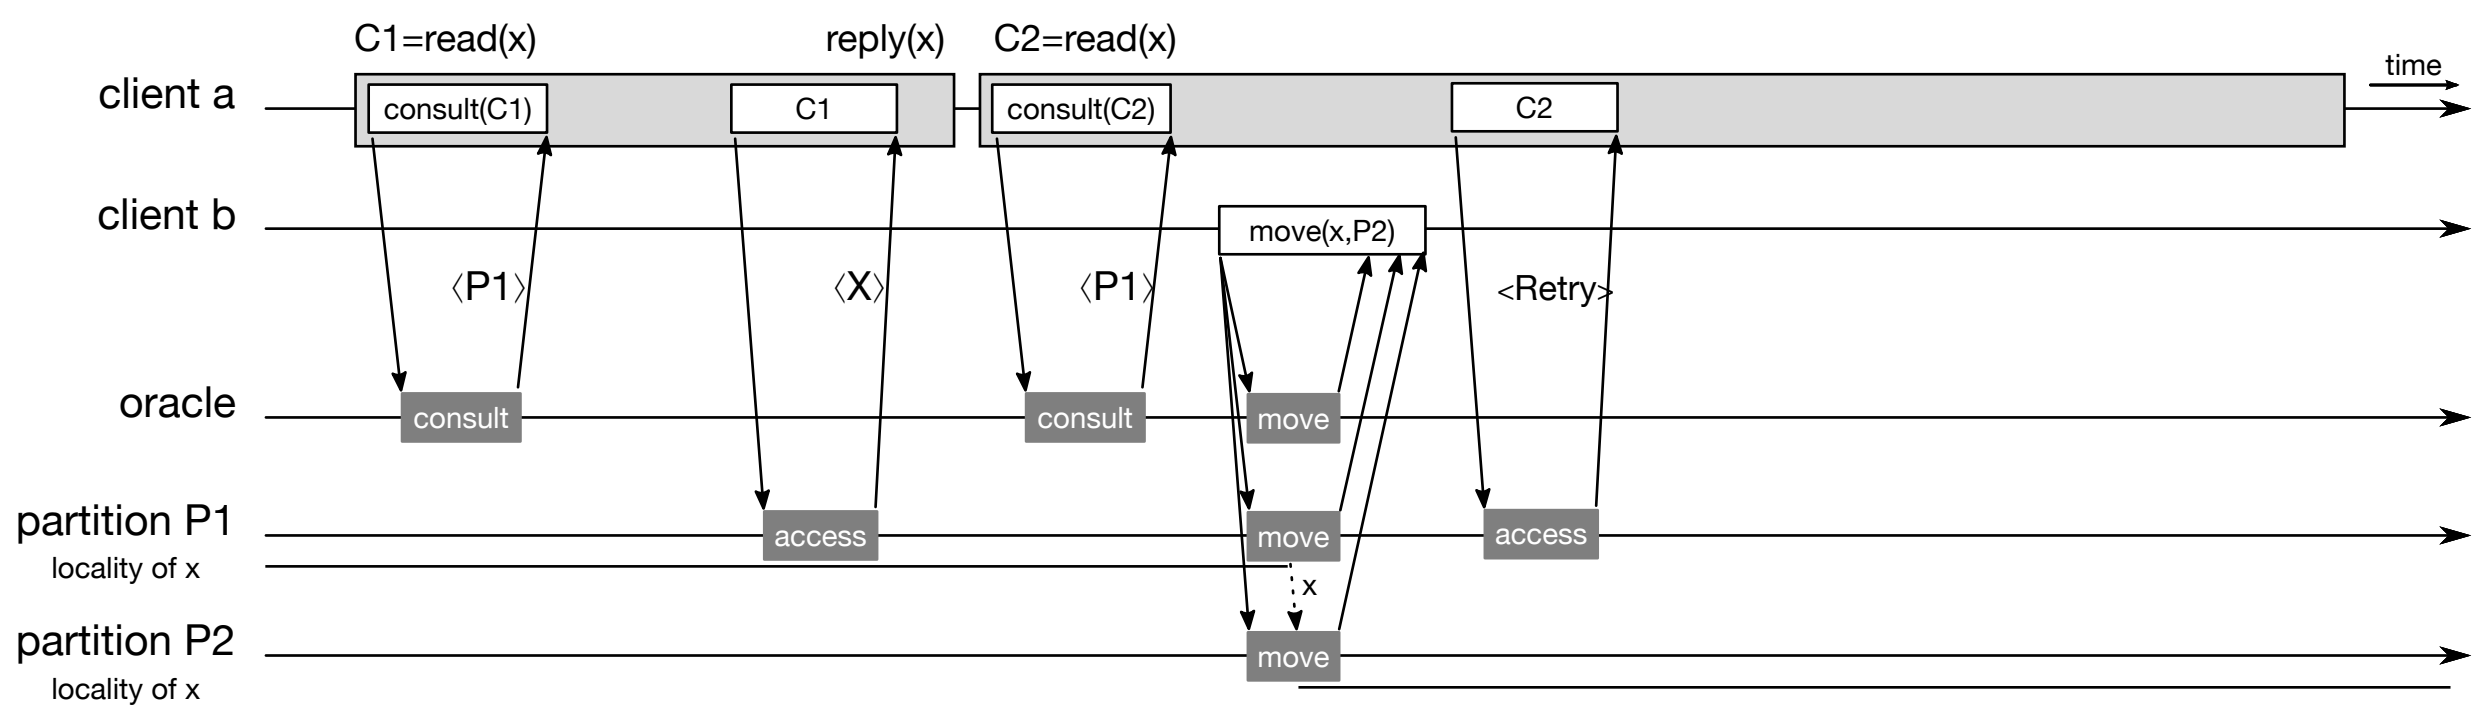 C1=read(x) reply(x) C2=read(x)
time
client a consult(C1) C1 consult(C2) C2
client b move(x,P2)
⟨P1⟩ ⟨X⟩ ⟨P1⟩ <Retry>
oracle consult consult move
partition P1 access move access
locality of x
x
partition P2 move
locality of x